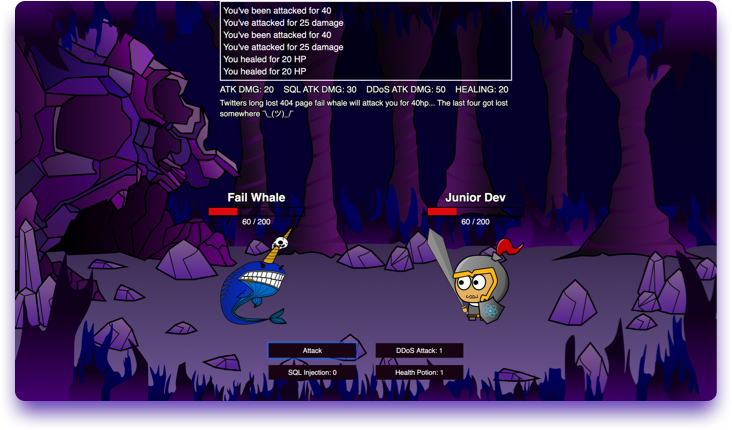 You've been attacked for 40
You've attacked for 25 damage
You've been attacked for 40
You've attacked for 25 damage
You healed for 20 HP
You healed for 20 HP
ATK DMG: 20 SQL ATK DMG: 30 DDoS ATK DMG: 50 HEALING: 20
Twitters long lost 404 page fail whale will attack you for 40hp... The last four got lost
somewhere ¯\_(ツ)_/¯
Fail Whale
Junior Dev
60 / 200
60 / 200
Attack
DDoS Attack: 1
SQL Injection: 0
Health Potion: 1